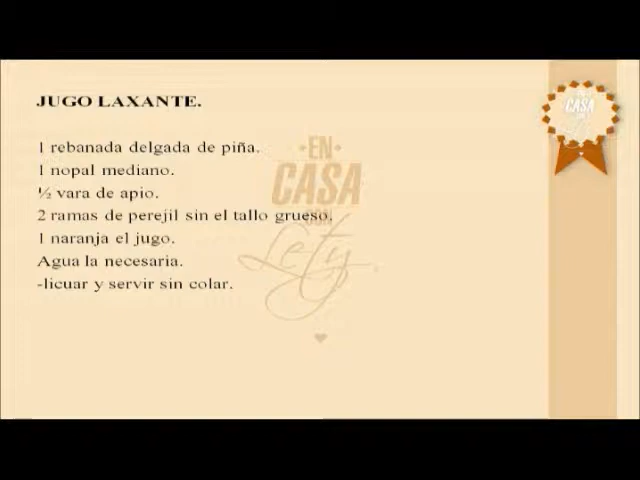 JUGO LAXANTE.
1 rebanada delgada de piña.
1 nopal mediano.
½ vara de apio.
2 ramas de perejil sin el tallo grueso.
1 naranja el jugo.
Agua la necesaria.
-licuar y servir sin colar.
·EN·
CASA
CON
Lety
CASA